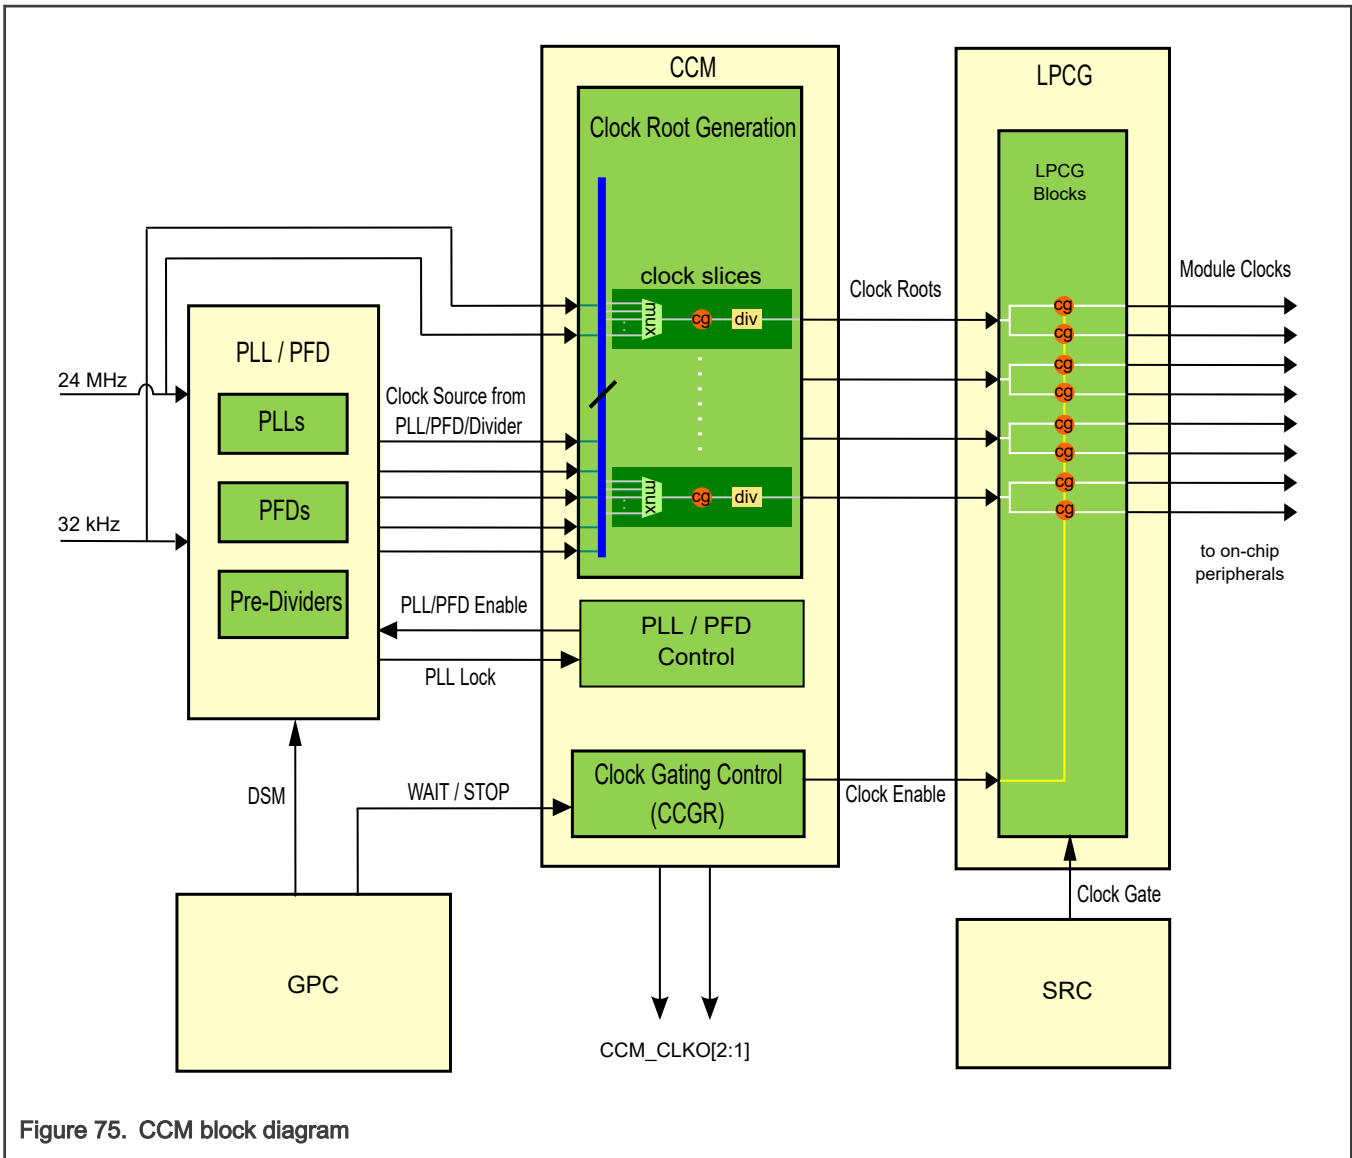 CCM
LPCG
Clock Root Generation
LPCG
Blocks
clock slices
Clock Roots
Module Clocks
mux
cg
div
cg
cg
cg
cg
cg
cg
cg
cg
24 MHz
PLL / PFD
PLLs
Clock Source from
PLL/PFD/Divider
mux
cg
div
32 kHz
PFDs
to on-chip
peripherals
Pre-Dividers
PLL/PFD Enable
PLL / PFD
Control
PLL Lock
DSM
WAIT / STOP
Clock Gating Control
(CCGR)
Clock Enable
Clock Gate
GPC
SRC
CCM_CLKO[2:1]
Figure 75. CCM block diagram